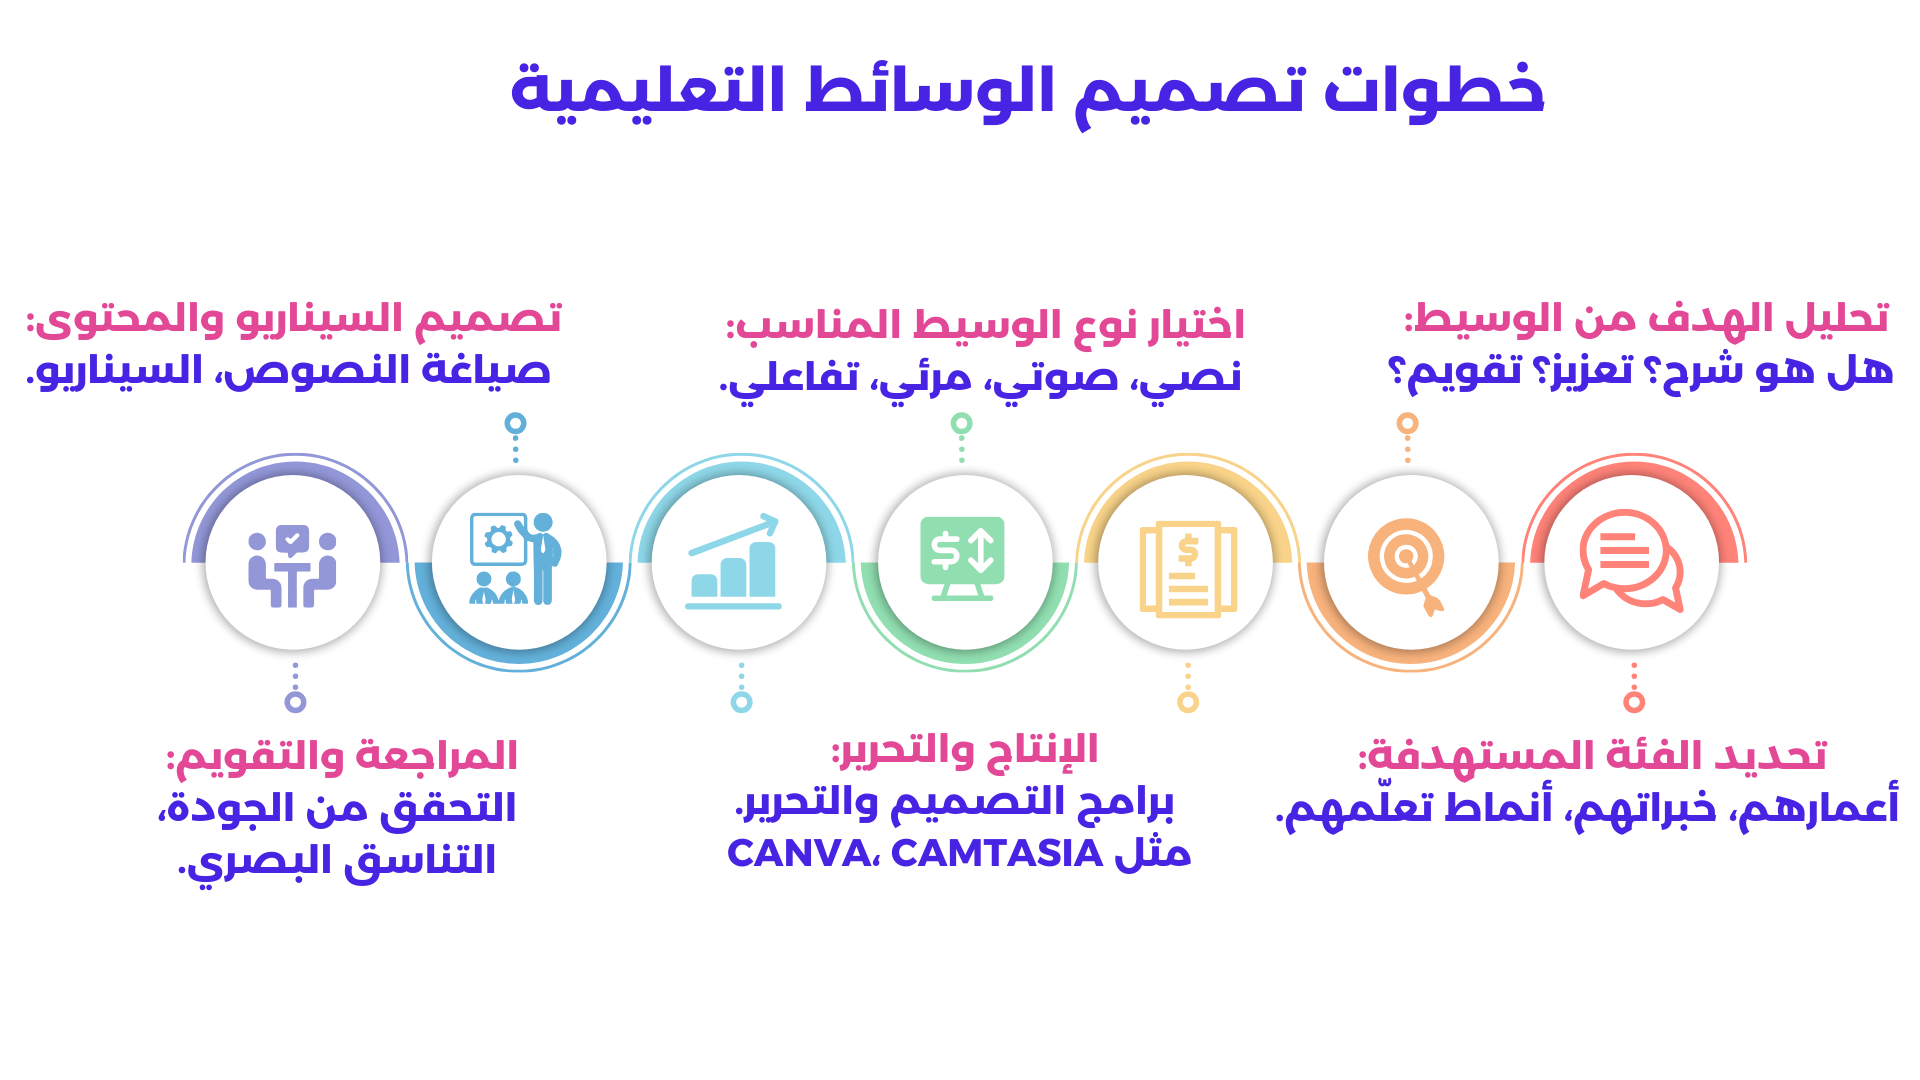 خطوات تصميم الوسائط التعليمية
تحليل الهدف من الوسيط:
هل هو شرح؟ تعزيز؟ تقويم؟
اختيار نوع الوسيط المناسب:
نصي، صوتي، مرئي، تفاعلي.
تصميم السيناريو والمحتوى:
صياغة النصوص، السيناريو.
تحديد الفئة المستهدفة:
أعمارهم، خبراتهم، أنماط تعلّمهم.
الإنتاج والتحرير:
برامج التصميم والتحرير.
مثل CANVA، CAMTASIA
المراجعة والتقويم:
التحقق من الجودة،
التناسق البصري.